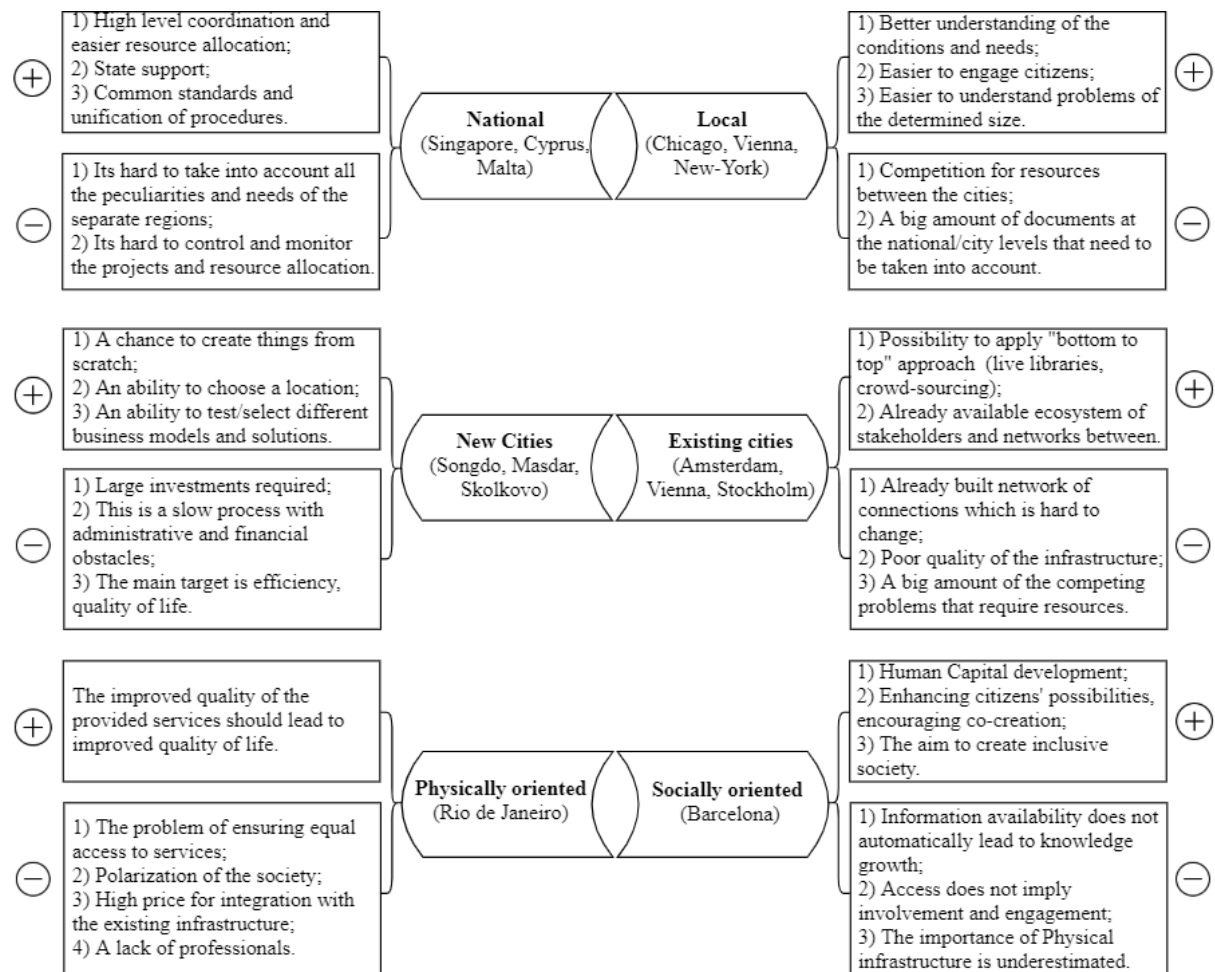 1) High level coordination and
easier resource allocation;
2) State support;
3) Common standards and
unification of procedures.
1) Its hard to take into account all
the peculiarities and needs of the
separate regions;
2) Its hard to control and monitor
the projects and resource allocation.
National
(Singapore, Cyprus,
Malta)
Local
(Chicago, Vienna,
New-York)
1) Better understanding of the
conditions and needs;
2) Easier to engage citizens;
3) Easier to understand problems of
the determined size.
1) Competition for resources
between the cities;
2) A big amount of documents at
the national/city levels that need to
be taken into account.
1) A chance to create things from
scratch;
2) An ability to choose a location;
3) An ability to test/select different
business models and solutions.
1) Large investments required;
2) This is a slow process with
administrative and financial
obstacles;
3) The main target is efficiency,
quality of life.
New Cities
(Songdo, Masdar,
Skolkovo)
Existing cities
(Amsterdam,
Vienna, Stockholm)
1) Possibility to apply "bottom to
top" approach (live libraries,
crowd-sourcing);
2) Already available ecosystem of
stakeholders and networks between.
1) Already built network of
connections which is hard to
change;
2) Poor quality of the infrastructure;
3) A big amount of the competing
problems that require resources.
The improved quality of the
provided services should lead to
improved quality of life.
1) The problem of ensuring equal
access to services;
2) Polarization of the society;
3) High price for integration with
the existing infrastructure;
4) A lack of professionals.
Physically oriented
(Rio de Janeiro)
Socially oriented
(Barcelona)
1) Human Capital development;
2) Enhancing citizens' possibilities,
encouraging co-creation;
3) The aim to create inclusive
society.
1) Information availability does not
automatically lead to knowledge
growth;
2) Access does not imply
involvement and engagement;
3) The importance of Physical
infrastructure is underestimated.